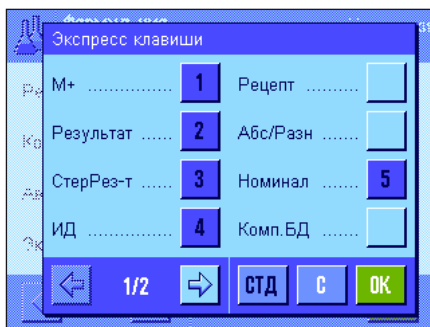 Экспресс клавиши
М+ ............... 1 Рецепт ..........
Результат ...... 2 Абс/Разн ......
СтерРез-т ...... 3 Номинал ....... 5
ИД ............... 4 Комп.БД .......
1/2 СТД C OK